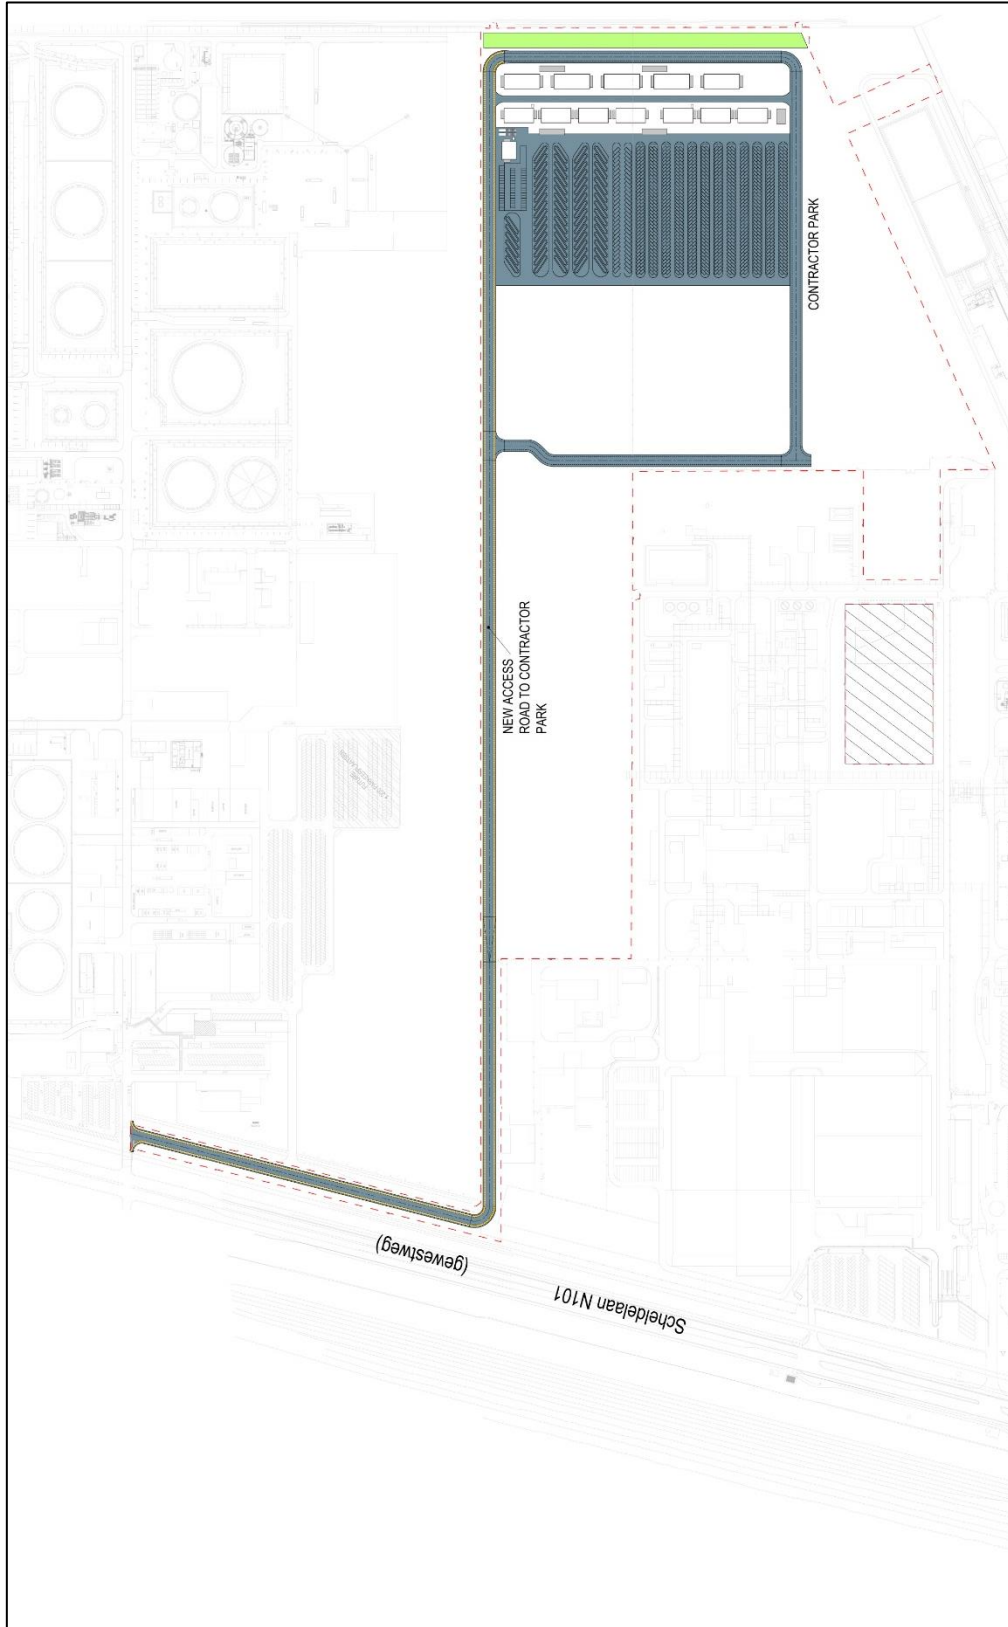 CONTRACTOR PARK
NEW ACCESS
ROAD TO CONTRACTOR
PARK
(gewestweg)
Scheldelaan N101